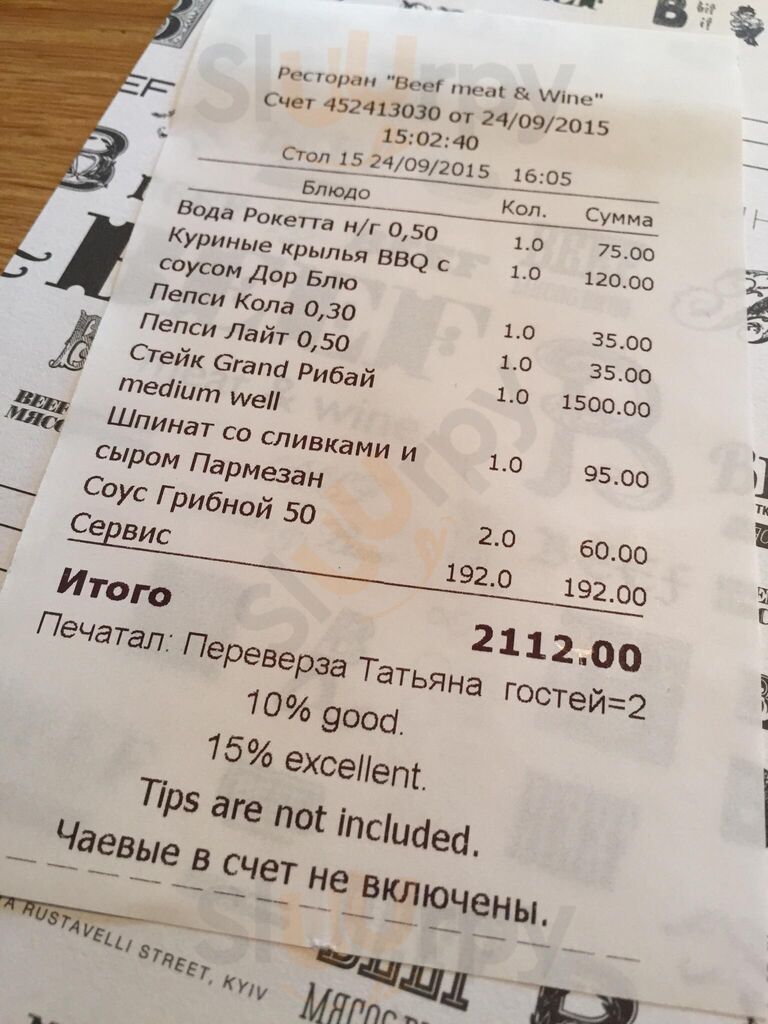 Ресторан "Beef meat & Wine"
Счет 452413030 от 24/09/2015
15:02:40
Стол 15 24/09/2015 16:05
Блюдо Кол. Сумма
Вода Рокетта н/г 0,50 1.0 75.00
Куриные крылья BBQ с 1.0 120.00
соусом Дор Блю
Пепси Кола 0,30 1.0 35.00
Пепси Лайт 0,50 1.0 35.00
Стейк Grand Рибай 1.0 1500.00
medium well
Шпинат со сливками и 1.0 95.00
сыром Пармезан
Соус Грибной 50 2.0 60.00
Сервис 192.0 192.00
Итого 2112.00
Печатал: Переверза Татьяна гостей=2
10% good.
15% excellent.
Tips are not included.
Чаевые в счет не включены.
A RUSTAVELLI STREET, KYIV
BEEF
Sluurpy
Sluurpy
Sluurpy